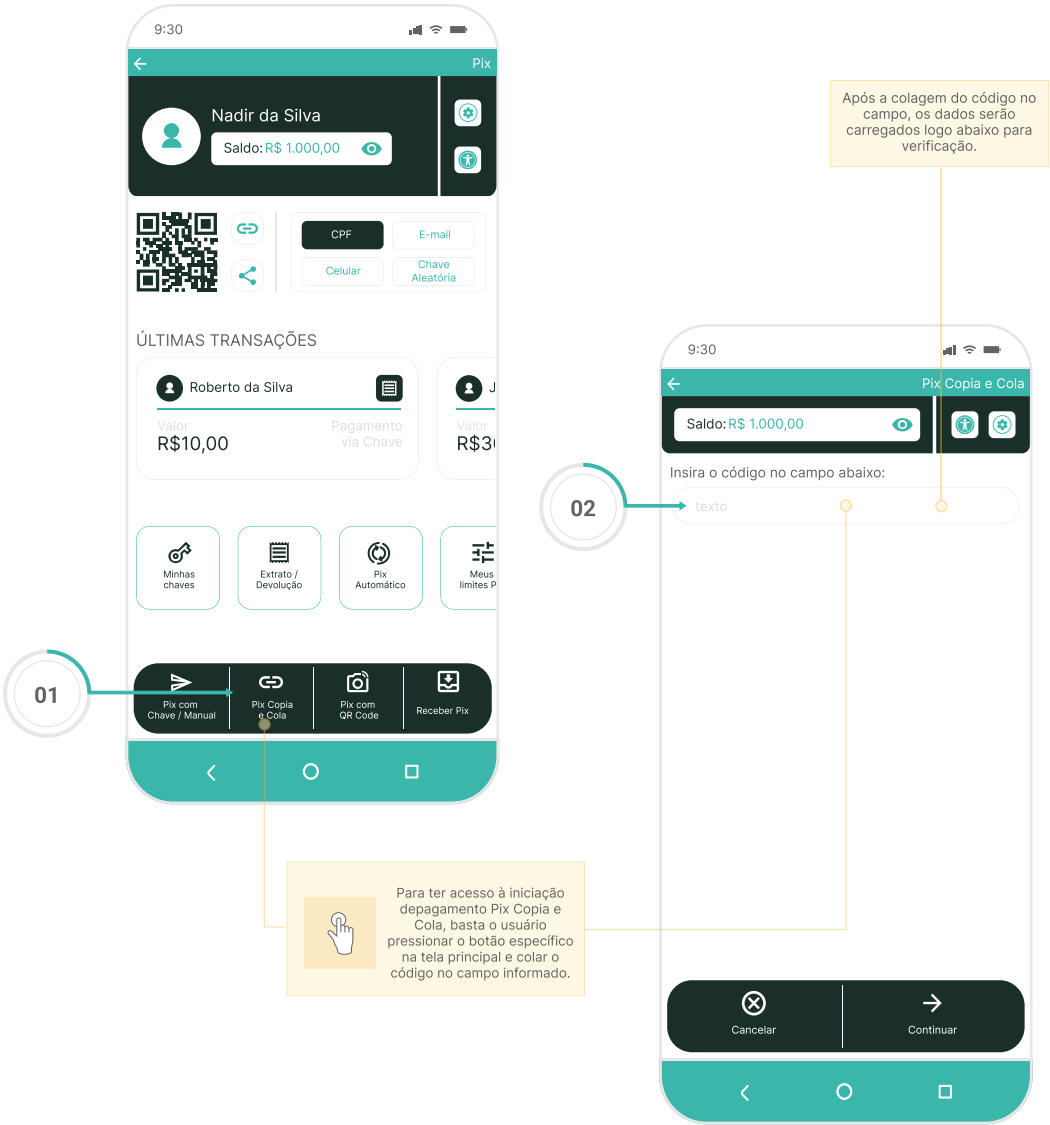 9:30
Pix
Nadir da Silva
Saldo: R$ 1.000,00
CPF
E-mail
Celular
Chave
Aleatória
ÚLTIMAS TRANSAÇÕES
Roberto da Silva
J
Valor
Pagamento
R$10,00
via Chave
Valor
R$3
Minhas
chaves
Extrato /
Devolução
Pix
Automático
Meus
limites P
01
Pix com
Chave / Manual
Pix Copia
e Cola
Pix com
QR Code
Receber Pix
Para ter acesso à iniciação
depagamento Pix Copia e
Cola, basta o usuário
pressionar o botão específico
na tela principal e colar o
código no campo informado.
Após a colagem do código no
campo, os dados serão
carregados logo abaixo para
verificação.
9:30
Pix Copia e Cola
Saldo: R$ 1.000,00
Insira o código no campo abaixo:
02
texto
Cancelar
Continuar